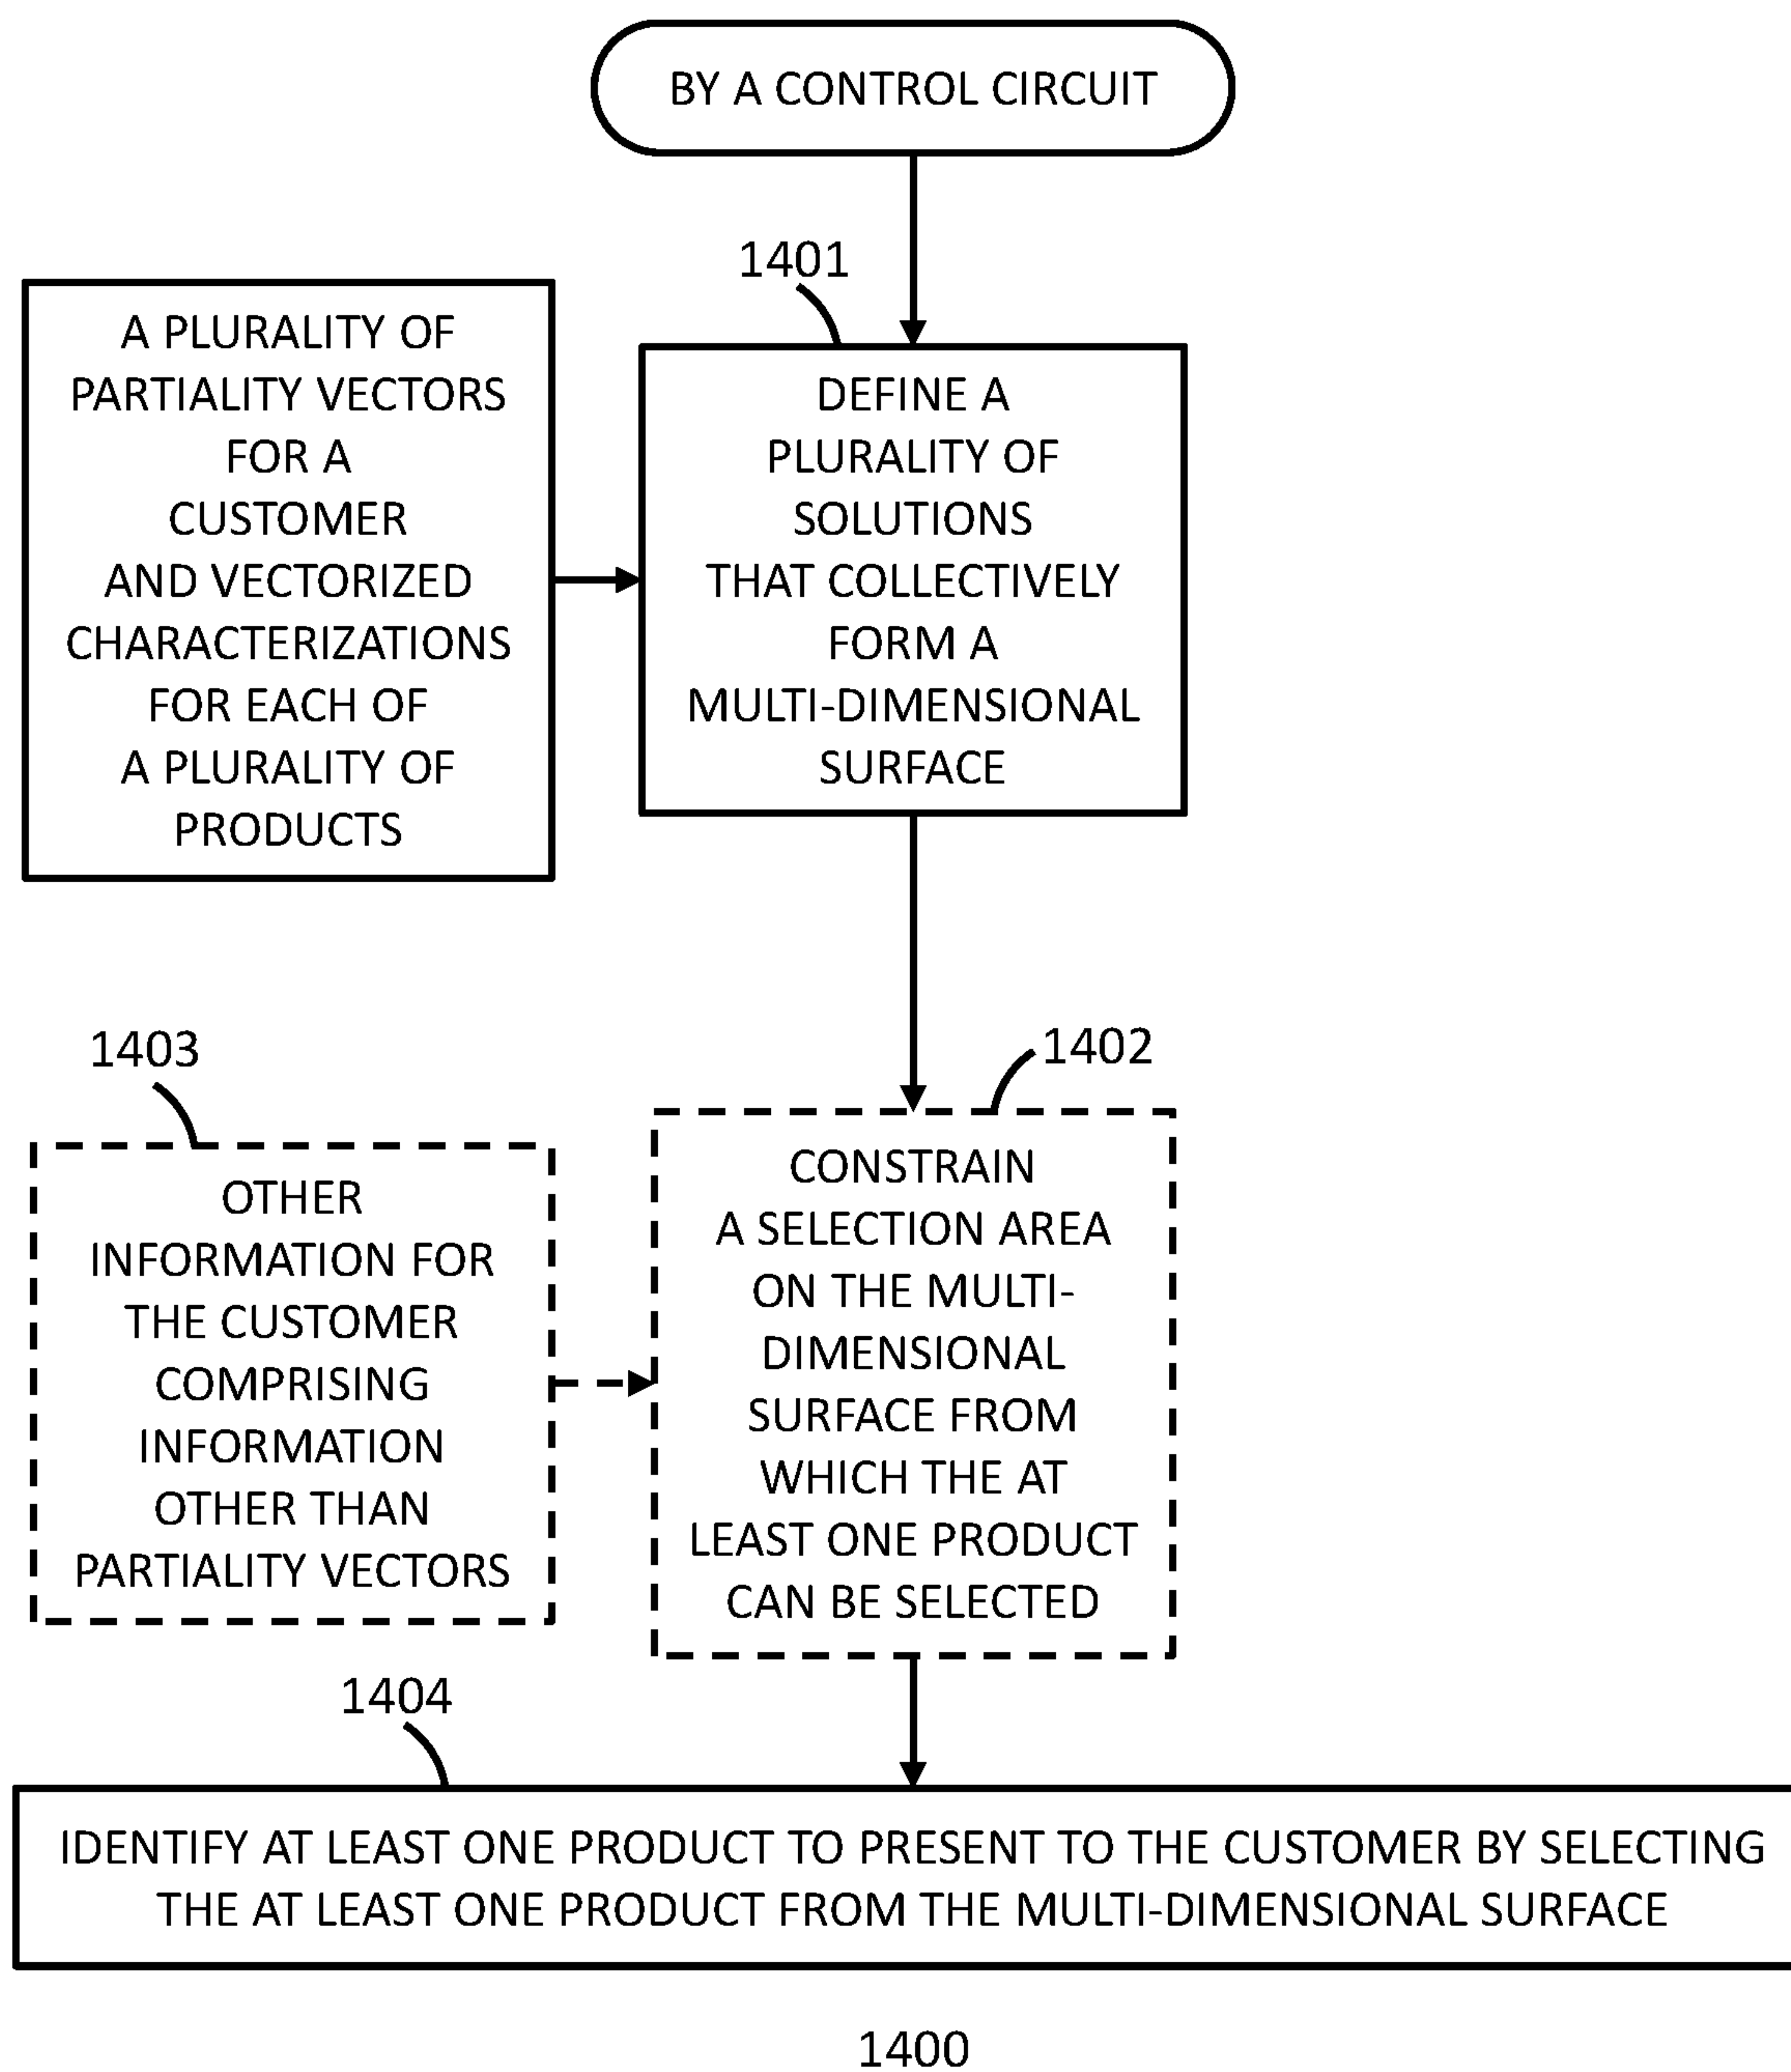 BY A CONTROL CIRCUIT
1401
A PLURALITY OF
PARTIALITY VECTORS
FOR A
CUSTOMER
AND VECTORIZED
CHARACTERIZATIONS
FOR EACH OF
A PLURALITY OF
PRODUCTS
DEFINE A
PLURALITY OF
SOLUTIONS
THAT COLLECTIVELY
FORM A
MULTI-DIMENSIONAL
SURFACE
1403
1402
OTHER
INFORMATION FOR
THE CUSTOMER
COMPRISING
INFORMATION
OTHER THAN
PARTIALITY VECTORS
CONSTRAIN
A SELECTION AREA
ON THE MULTI-
DIMENSIONAL
SURFACE FROM
WHICH THE AT
LEAST ONE PRODUCT
CAN BE SELECTED
1404
IDENTIFY AT LEAST ONE PRODUCT TO PRESENT TO THE CUSTOMER BY SELECTING
THE AT LEAST ONE PRODUCT FROM THE MULTI-DIMENSIONAL SURFACE
1400